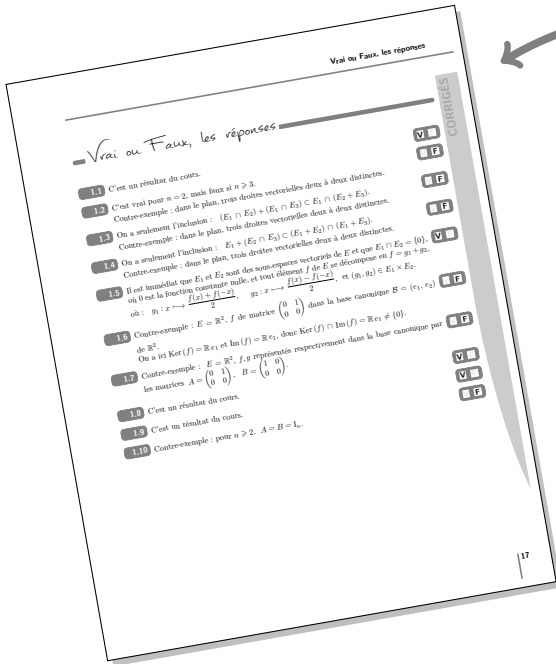 Vrai ou Faux, les réponses
CORRIGÉS
Vrai ou Faux, les réponses
1.1 C'est un résultat du cours. V
1.2 C'est vrai pour n = 2, mais faux si n ⩾ 3. F
Contre-exemple : dans le plan, trois droites vectorielles deux à deux distinctes.
1.3 On a seulement l'inclusion : (E₁ ∩ E₂) + (E₁ ∩ E₃) ⊂ E₁ ∩ (E₂ + E₃). F
Contre-exemple : dans le plan, trois droites vectorielles deux à deux distinctes.
1.4 On a seulement l'inclusion : E₁ + (E₂ ∩ E₃) ⊂ (E₁ + E₂) ∩ (E₁ + E₃). F
Contre-exemple : dans le plan, trois droites vectorielles deux à deux distinctes.
1.5 Il est immédiat que E₁ et E₂ sont des sous-espaces vectoriels de E et que E₁ ∩ E₂ = {0}, V
où 0 est la fonction constante nulle, et tout élément f de E se décompose en f = g₁ + g₂,
où : g₁ : x ⟼ (f(x) + f(−x))/2, g₂ : x ⟼ (f(x) − f(−x))/2, et (g₁, g₂) ∈ E₁ × E₂.
1.6 Contre-exemple : E = ℝ², f de matrice (0 1 ; 0 0) dans la base canonique ℬ = (e₁, e₂) F
de ℝ².
On a ici Ker (f) = ℝe₁ et Im (f) = ℝe₁, donc Ker (f) ∩ Im (f) = ℝe₁ ≠ {0}.
1.7 Contre-exemple : E = ℝ², f, g représentés respectivement dans la base canonique par F
les matrices A = (0 1 ; 0 0), B = (1 0 ; 0 0).
1.8 C'est un résultat du cours. V
1.9 C'est un résultat du cours. V
1.10 Contre-exemple : pour n ⩾ 2, A = B = Iₙ. F
17